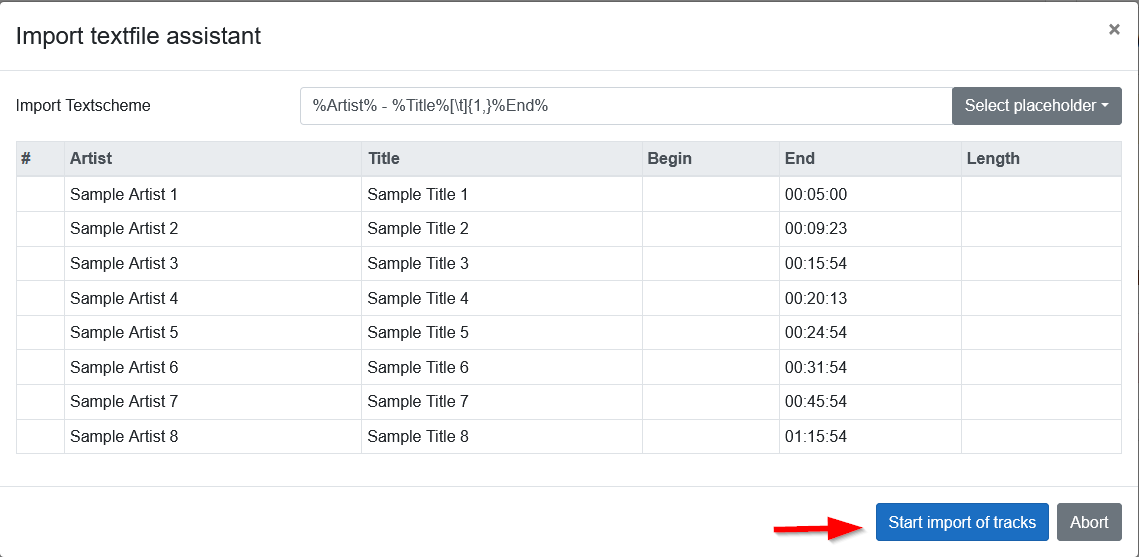 Import textfile assistant ×
Import Textscheme %Artist% - %Title%[\t]{1,}%End% Select placeholder
# Artist Title Begin End Length
Sample Artist 1 Sample Title 1 00:05:00
Sample Artist 2 Sample Title 2 00:09:23
Sample Artist 3 Sample Title 3 00:15:54
Sample Artist 4 Sample Title 4 00:20:13
Sample Artist 5 Sample Title 5 00:24:54
Sample Artist 6 Sample Title 6 00:31:54
Sample Artist 7 Sample Title 7 00:45:54
Sample Artist 8 Sample Title 8 01:15:54
Start import of tracks Abort